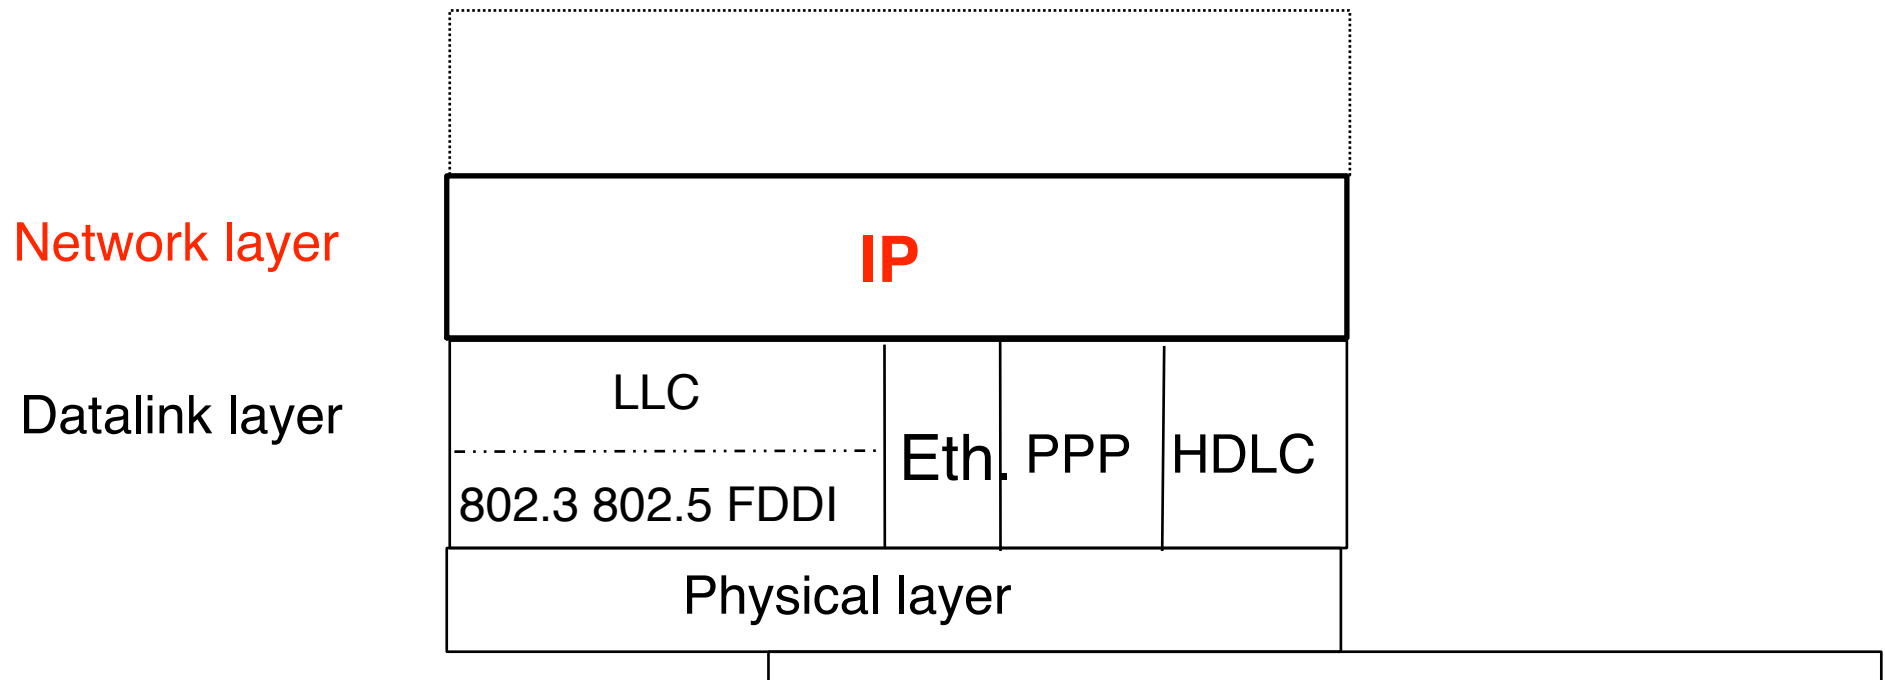 Network layer
IP
Datalink layer
LLC
Eth. PPP HDLC
802.3 802.5 FDDI
Physical layer